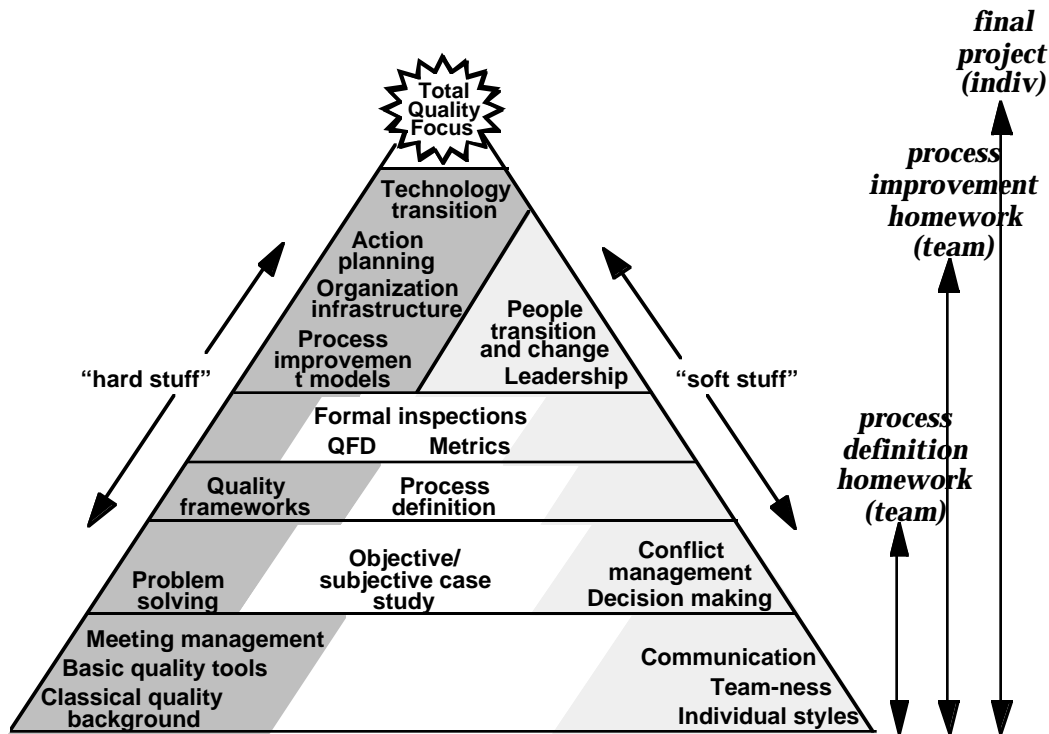 final
project
(indiv)
Total
Quality
Focus
process
improvement
homework
(team)
Technology
transition
Action
planning
Organization
infrastructure
Process
improvemen
t models
People
transition
and change
Leadership
“hard stuff”
“soft stuff”
Formal inspections
QFD Metrics
process
definition
homework
(team)
Quality
frameworks
Process
definition
Problem
solving
Objective/
subjective case
study
Conflict
management
Decision making
Meeting management
Basic quality tools
Classical quality
background
Communication
Team-ness
Individual styles